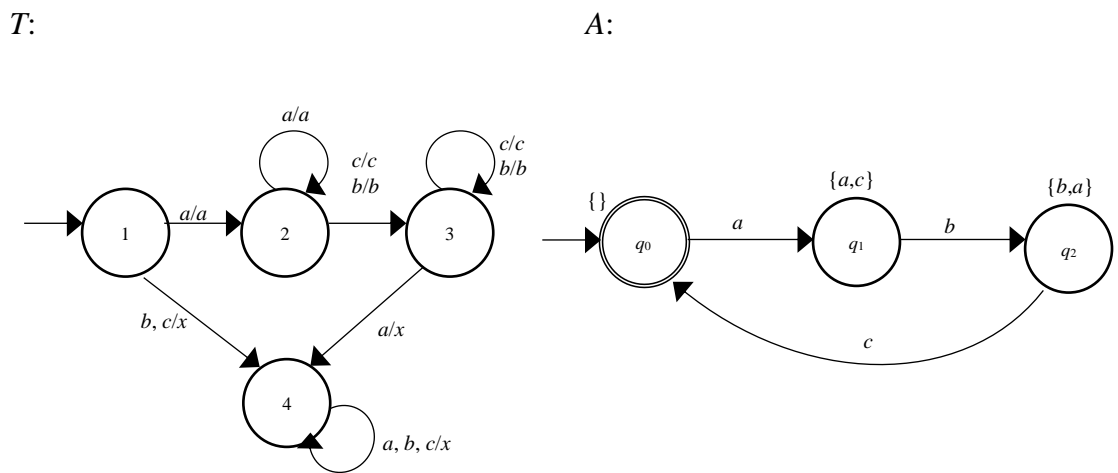 T:
A:
a/a
c/c
b/b
c/c
b/b
{}
{a,c}
{b,a}
1
a/a
2
3
q0
a
q1
b
q2
b, c/x
a/x
c
4
a, b, c/x